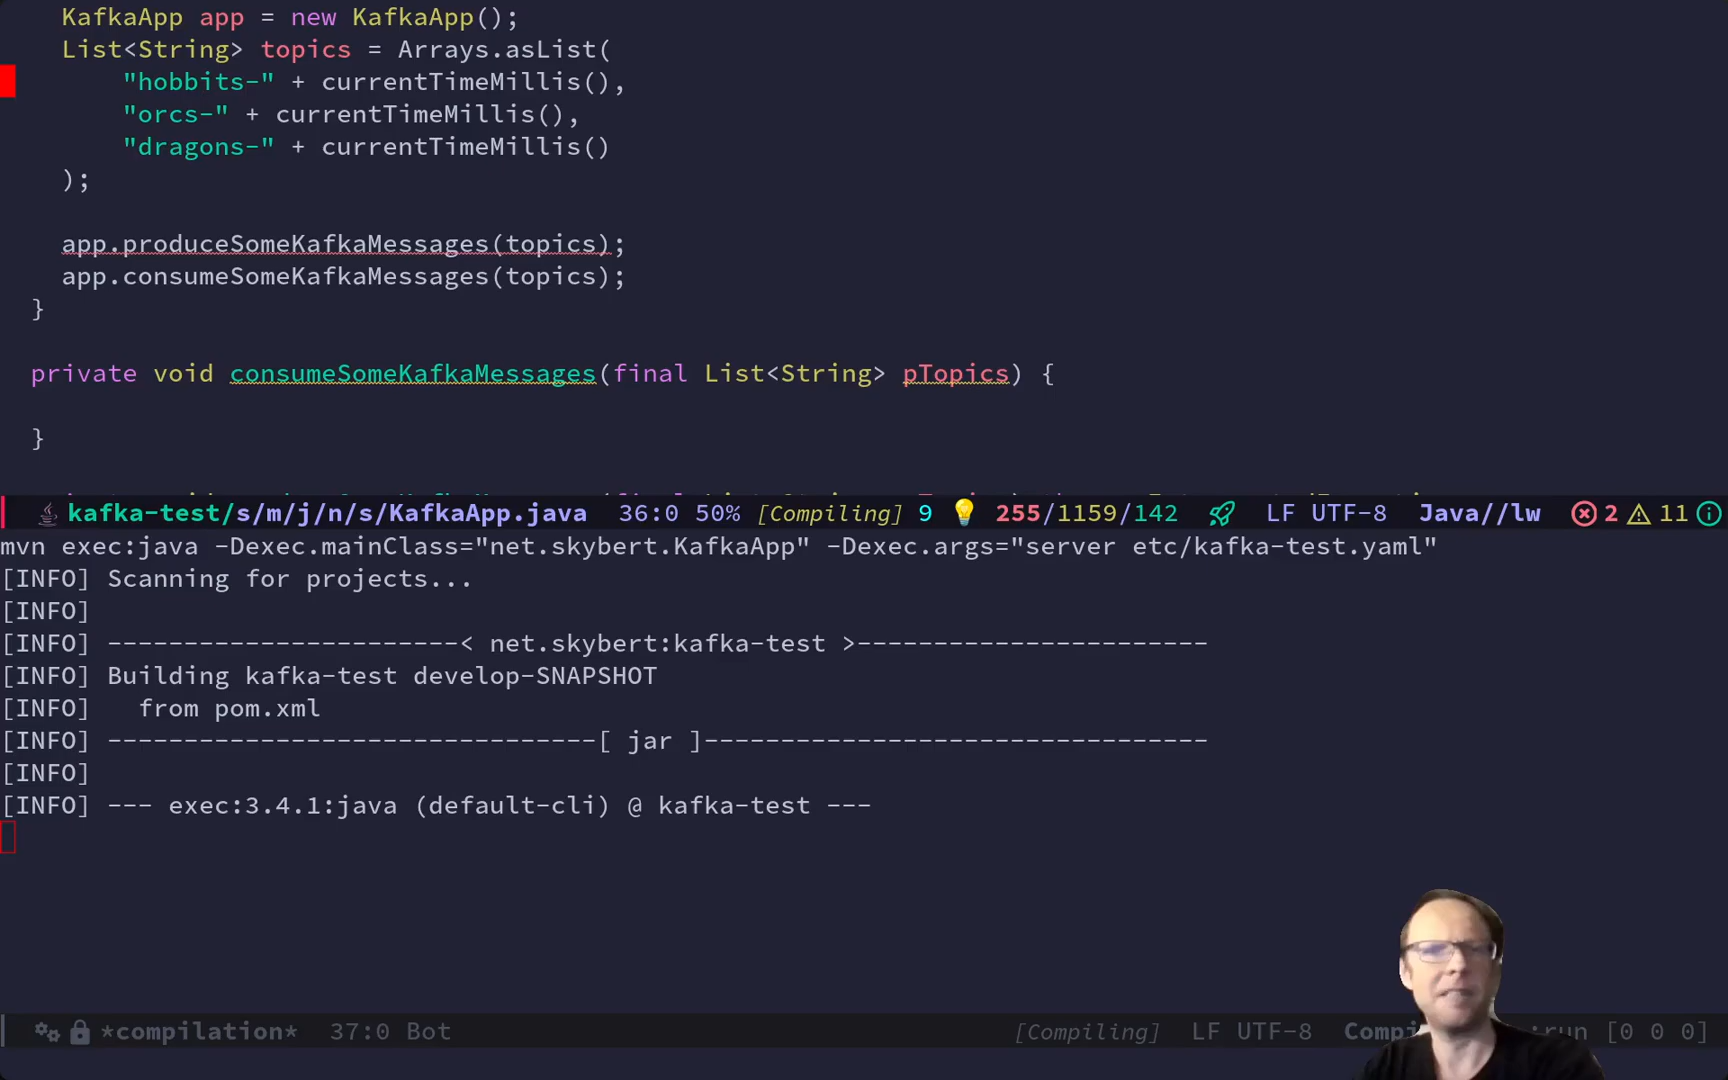 KafkaApp app = new KafkaApp();
List<String> topics = Arrays.asList(
"hobbits-" + currentTimeMillis(),
"orcs-" + currentTimeMillis(),
"dragons-" + currentTimeMillis()
);
app.produceSomeKafkaMessages(topics);
app.consumeSomeKafkaMessages(topics);
}
private void consumeSomeKafkaMessages(final List<String> pTopics) {
}
kafka-test/s/m/j/n/s/KafkaApp.java 36:0 50% [Compiling] 9 255/1159/142 LF UTF-8 Java//lw 2 11
mvn exec:java -Dexec.mainClass="net.skybert.KafkaApp" -Dexec.args="server etc/kafka-test.yaml"
[INFO] Scanning for projects...
[INFO]
[INFO] -----------------------< net.skybert:kafka-test >-----------------------
[INFO] Building kafka-test develop-SNAPSHOT
[INFO]   from pom.xml
[INFO] --------------------------------[ jar ]---------------------------------
[INFO]
[INFO] --- exec:3.4.1:java (default-cli) @ kafka-test ---
*compilation* 37:0 Bot [Compiling] LF UTF-8 :run [0 0 0]